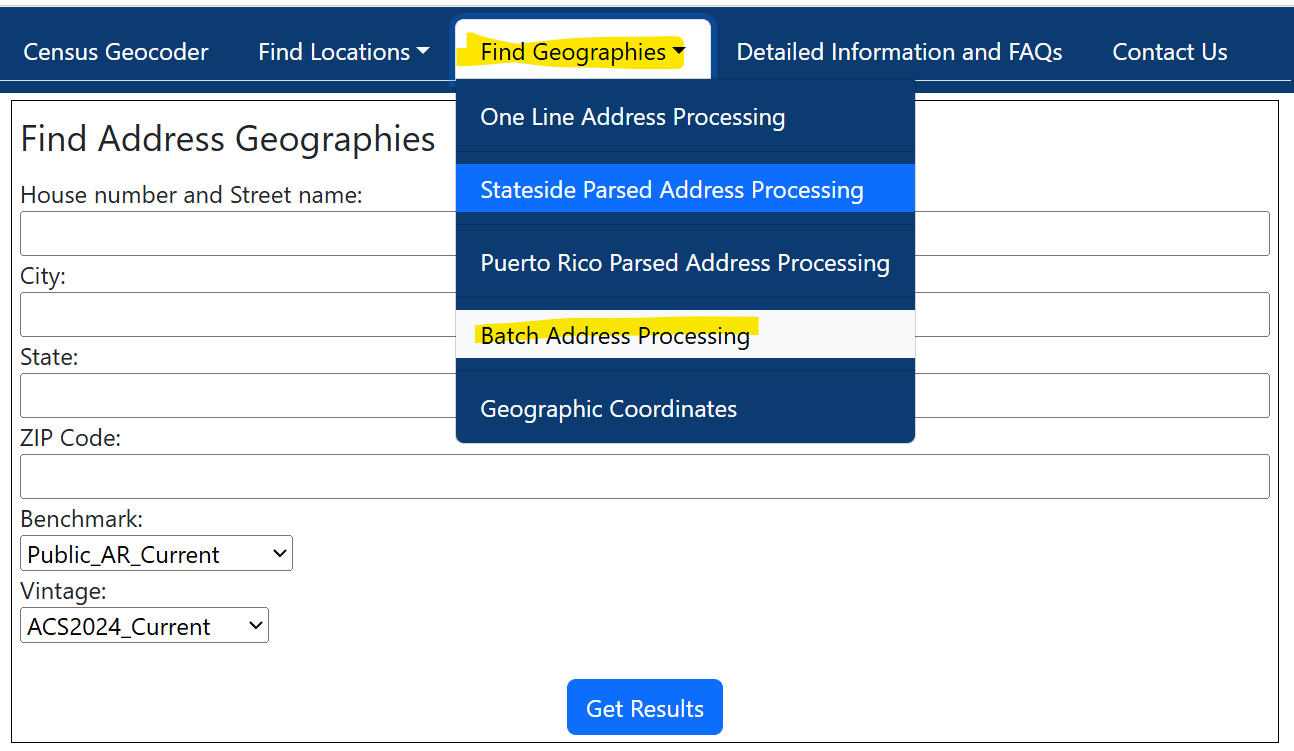 Census Geocoder Find Locations Find Geographies Detailed Information and FAQs Contact Us
One Line Address Processing
Stateside Parsed Address Processing
Puerto Rico Parsed Address Processing
Batch Address Processing
Geographic Coordinates
Find Address Geographies
House number and Street name:
City:
State:
ZIP Code:
Benchmark:
Public_AR_Current
Vintage:
ACS2024_Current
Get Results